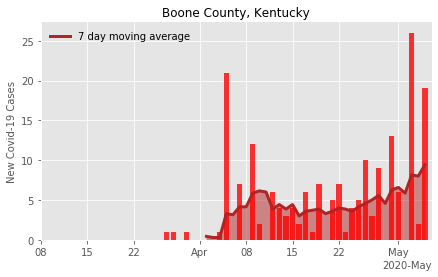 Boone County, Kentucky
7 day moving average
New Covid-19 Cases
25
20
15
10
5
0
08 15 22 Apr 08 15 22 May
2020-May